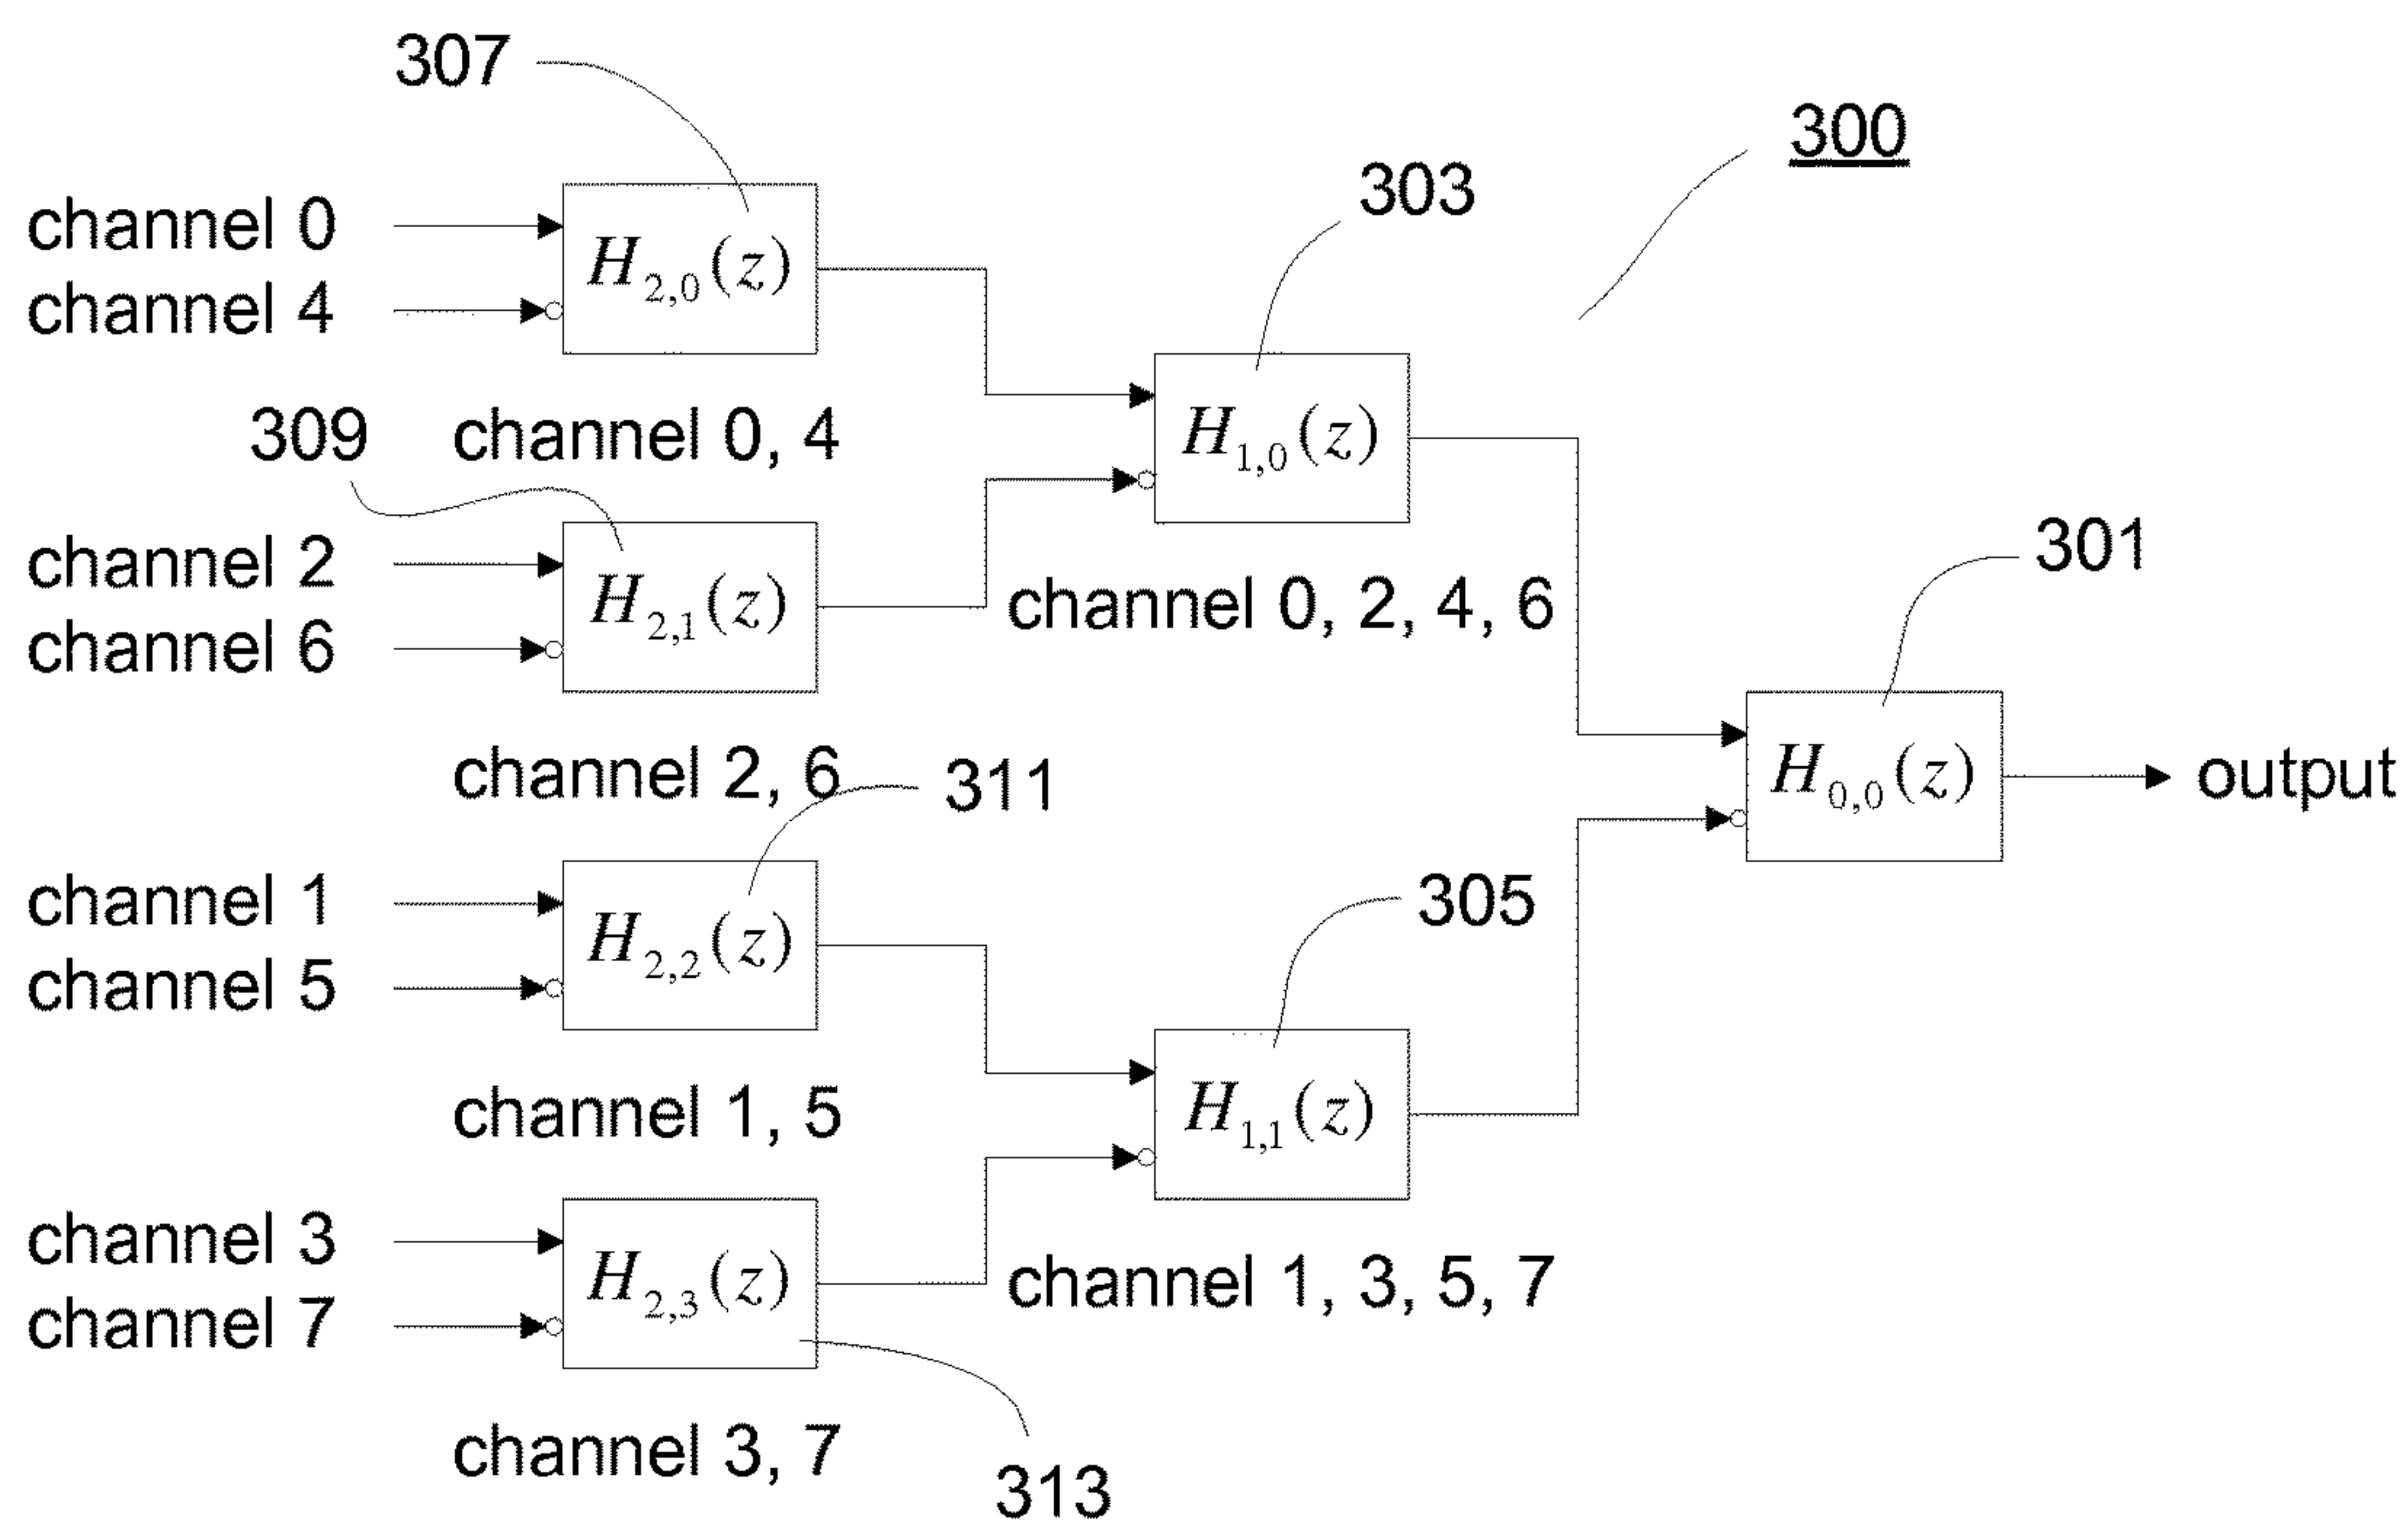 307
300
303
channel 0
H2,0(z)
channel 4
309
channel 0, 4
H1,0(z)
channel 2
H2,1(z)
channel 6
channel 0, 2, 4, 6
301
channel 2, 6
311
H0,0(z)
output
channel 1
H2,2(z)
channel 5
305
channel 1, 5
H1,1(z)
channel 3
H2,3(z)
channel 7
channel 1, 3, 5, 7
channel 3, 7
313